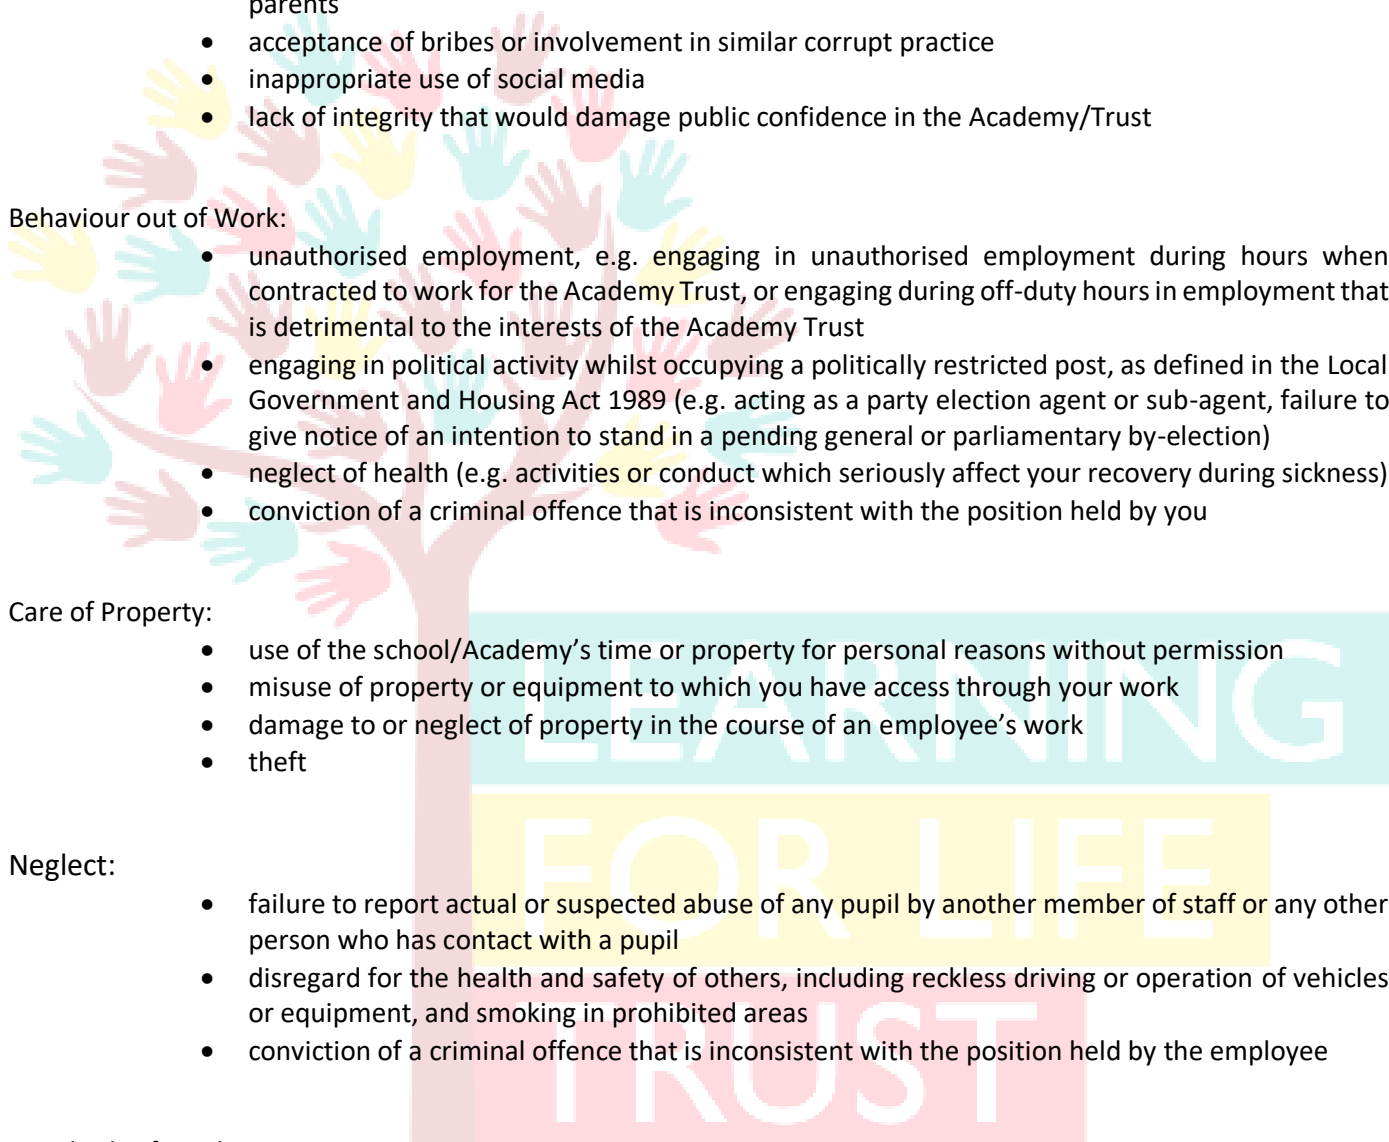 parents
• acceptance of bribes or involvement in similar corrupt practice
• inappropriate use of social media
• lack of integrity that would damage public confidence in the Academy/Trust
Behaviour out of Work:
• unauthorised employment, e.g. engaging in unauthorised employment during hours when
contracted to work for the Academy Trust, or engaging during off-duty hours in employment that
is detrimental to the interests of the Academy Trust
• engaging in political activity whilst occupying a politically restricted post, as defined in the Local
Government and Housing Act 1989 (e.g. acting as a party election agent or sub-agent, failure to
give notice of an intention to stand in a pending general or parliamentary by-election)
• neglect of health (e.g. activities or conduct which seriously affect your recovery during sickness)
• conviction of a criminal offence that is inconsistent with the position held by you
Care of Property:
• use of the school/Academy’s time or property for personal reasons without permission
• misuse of property or equipment to which you have access through your work
• damage to or neglect of property in the course of an employee’s work
• theft
Neglect:
• failure to report actual or suspected abuse of any pupil by another member of staff or any other
person who has contact with a pupil
• disregard for the health and safety of others, including reckless driving or operation of vehicles
or equipment, and smoking in prohibited areas
• conviction of a criminal offence that is inconsistent with the position held by the employee
LEARNING
FOR LIFE
TRUST